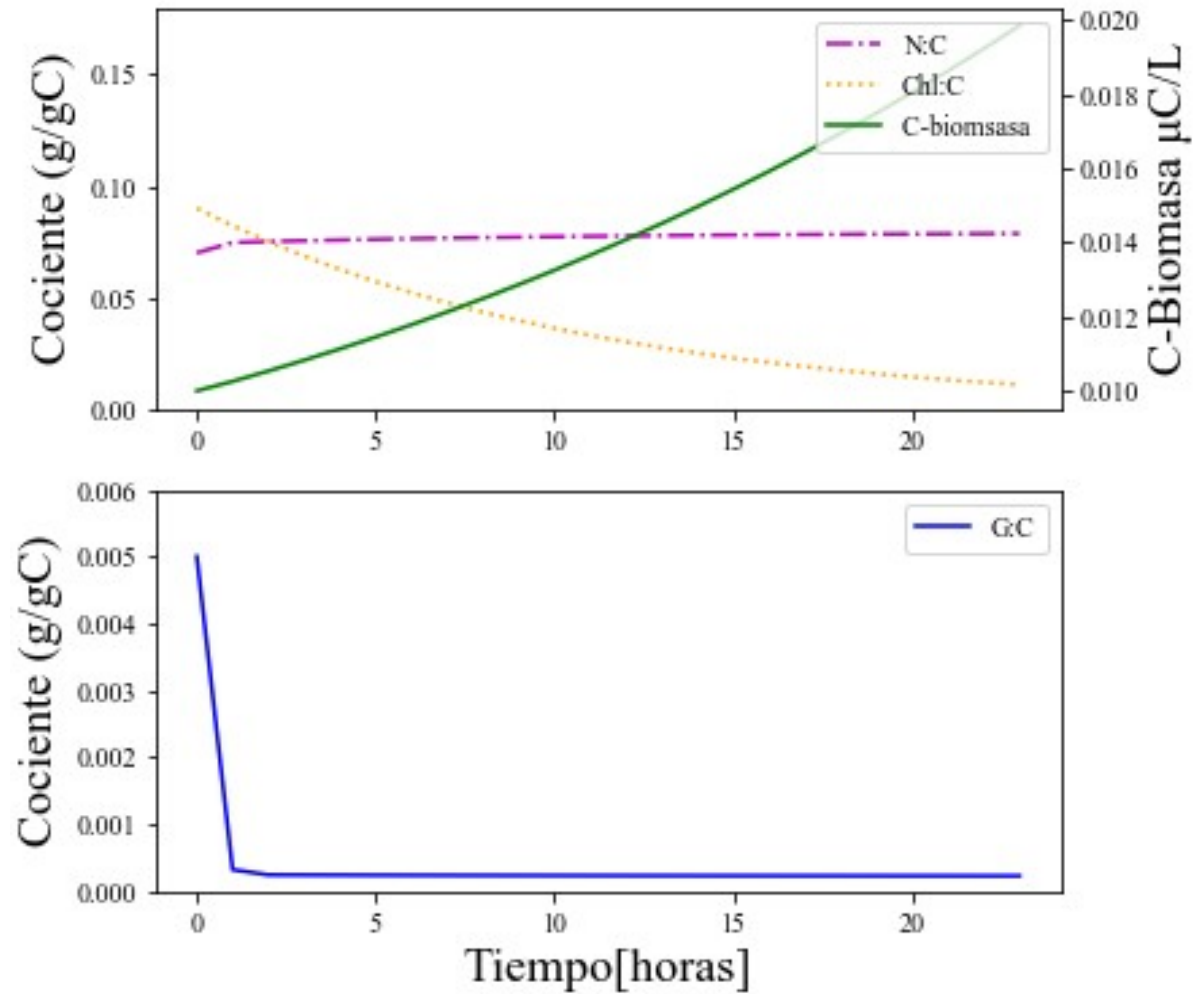 Cociente (g/gC)
0.15
0.10
0.05
0.00
N:C
Chl:C
C-biomsasa
0.020
0.018
0.016
0.014
0.012
0.010
C-Biomasa µC/L
0 5 10 15 20
Cociente (g/gC)
0.006
0.005
0.004
0.003
0.002
0.001
0.000
G:C
0 5 10 15 20
Tiempo[horas]